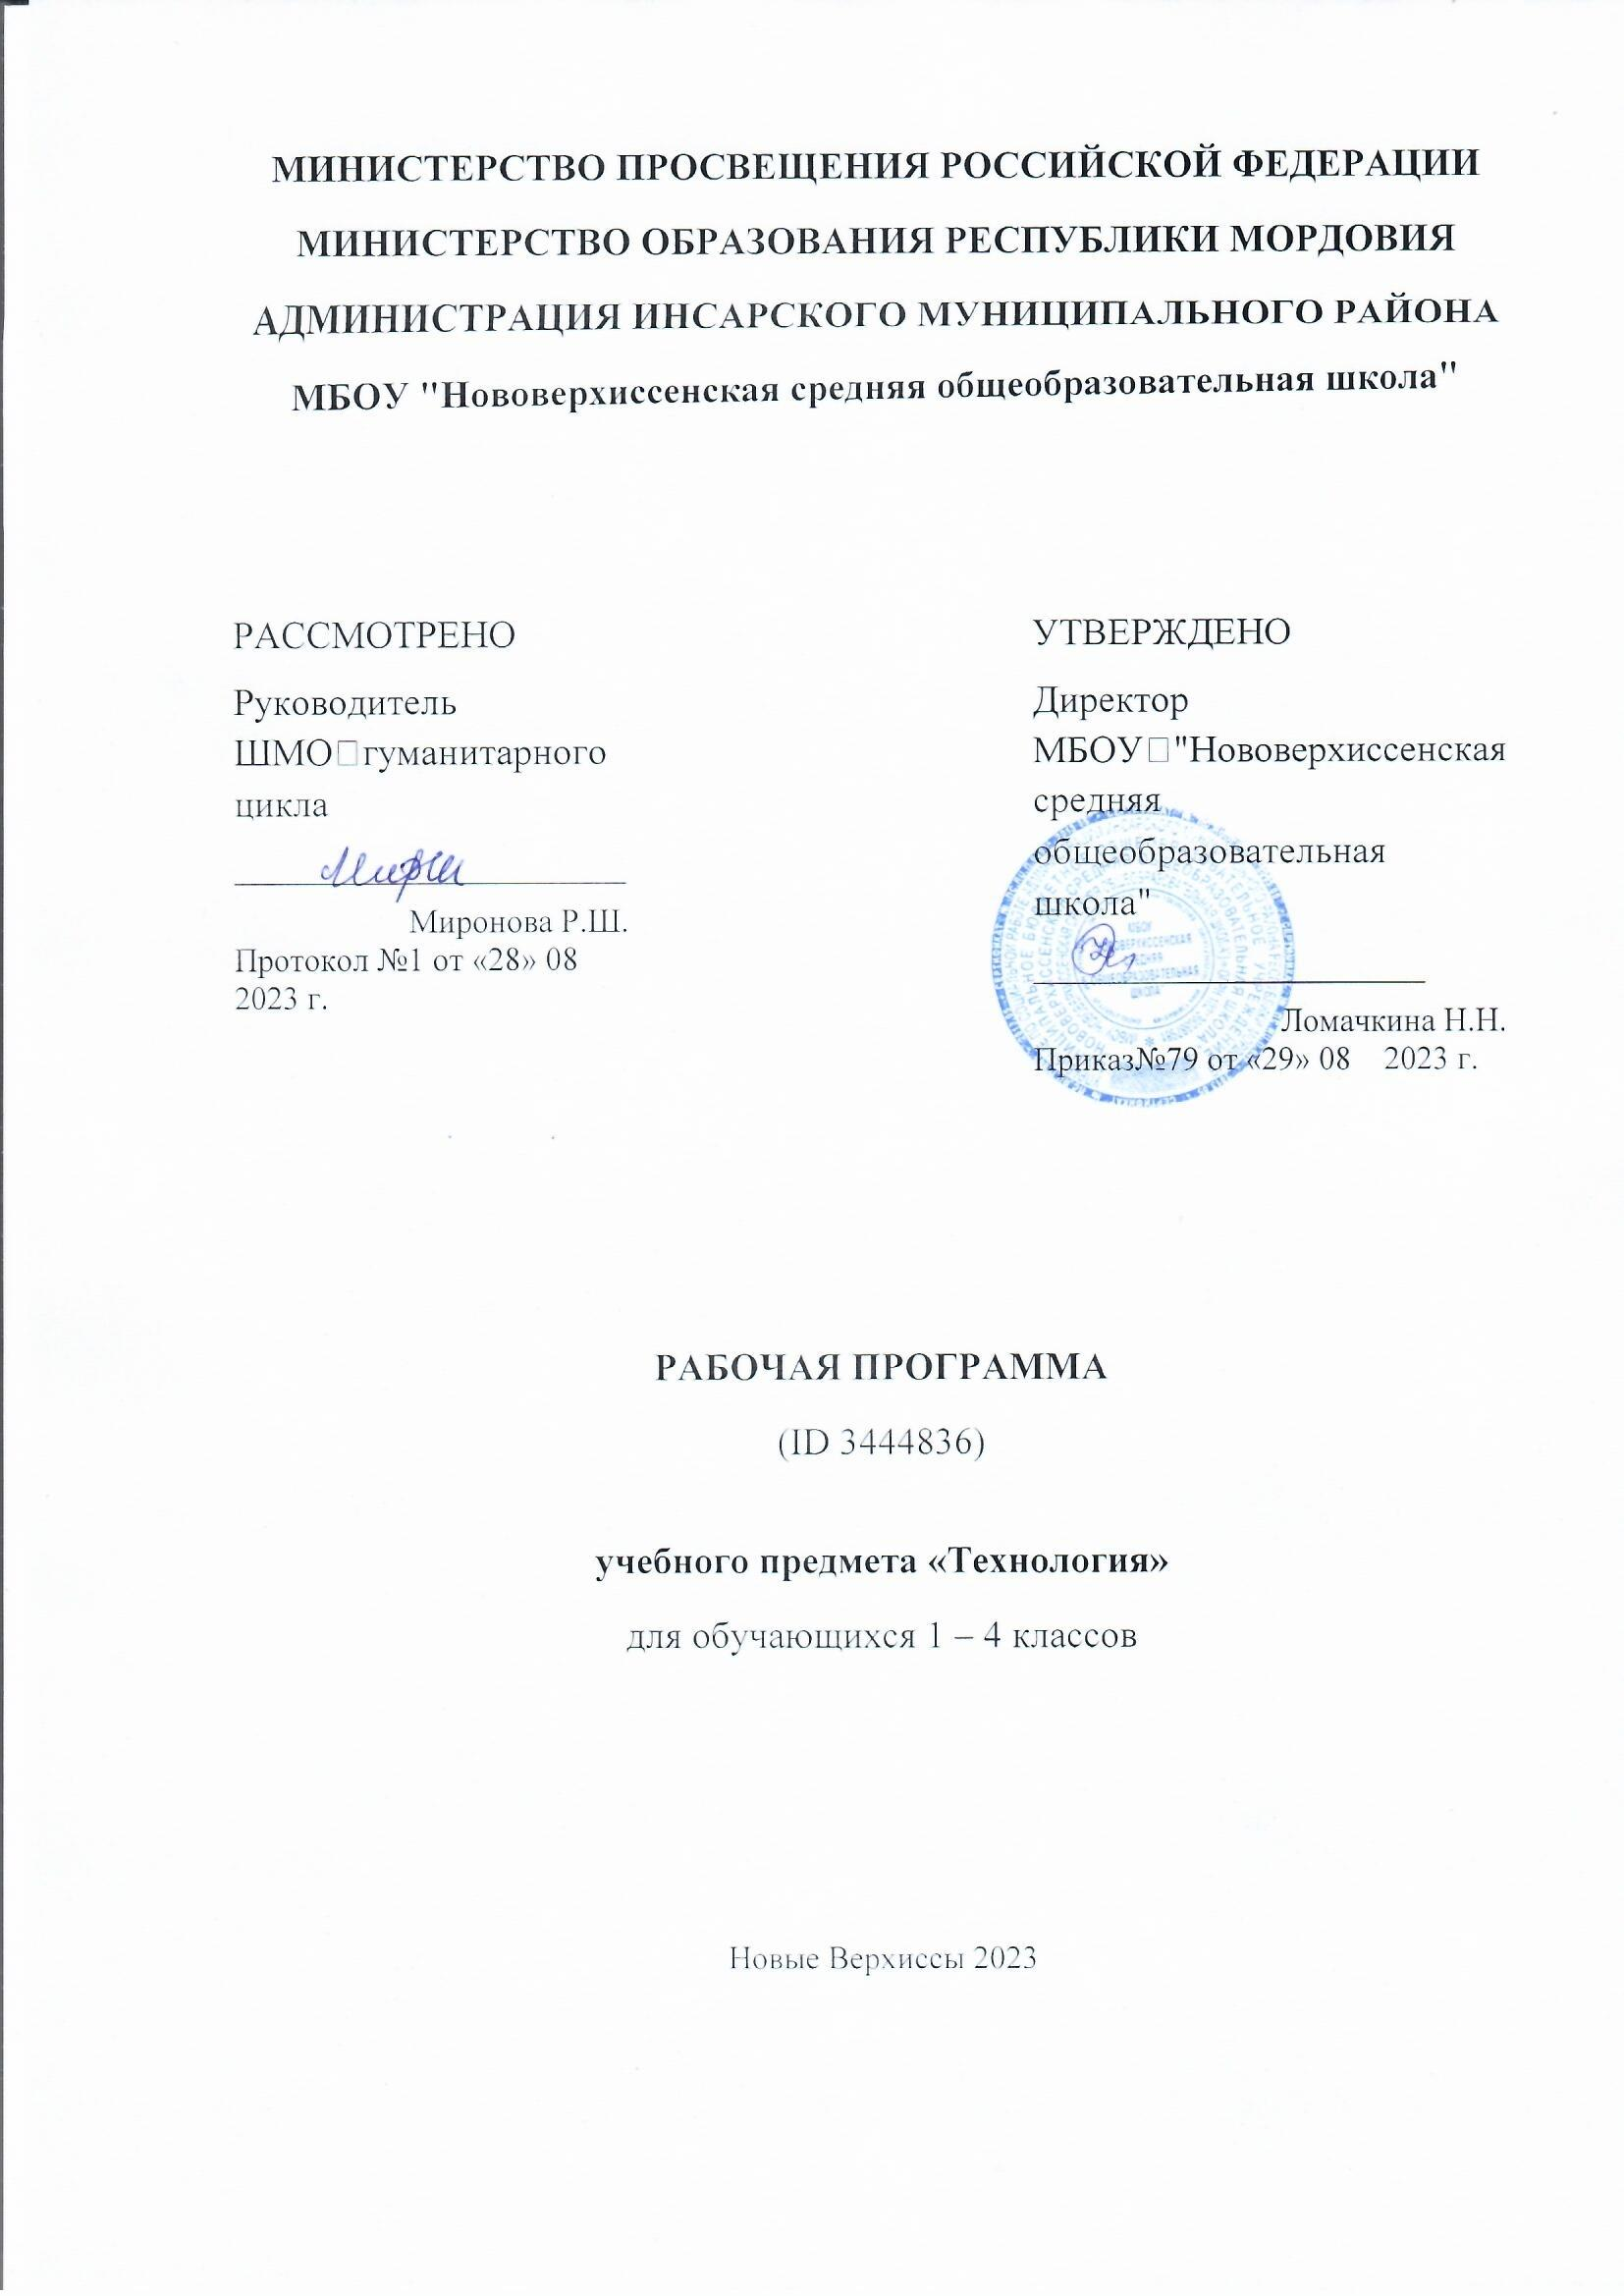 МИНИСТЕРСТВО ПРОСВЕЩЕНИЯ РОССИЙСКОЙ ФЕДЕРАЦИИ
МИНИСТЕРСТВО ОБРАЗОВАНИЯ РЕСПУБЛИКИ МОРДОВИЯ
АДМИНИСТРАЦИЯ ИНСАРСКОГО МУНИЦИПАЛЬНОГО РАЙОНА
МБОУ "Нововерхиссенская средняя общеобразовательная школа"
РАССМОТРЕНО
Руководитель
ШМО гуманитарного
цикла
Миронова Р.Ш.
Протокол №1 от «28» 08
2023 г.
УТВЕРЖДЕНО
Директор
МБОУ "Нововерхиссенская
средняя
общеобразовательная
школа"
Ломачкина Н.Н.
Приказ№79 от «29» 08 2023 г.
РАБОЧАЯ ПРОГРАММА
(ID 3444836)
учебного предмета «Технология»
для обучающихся 1 – 4 классов
Новые Верхиссы 2023